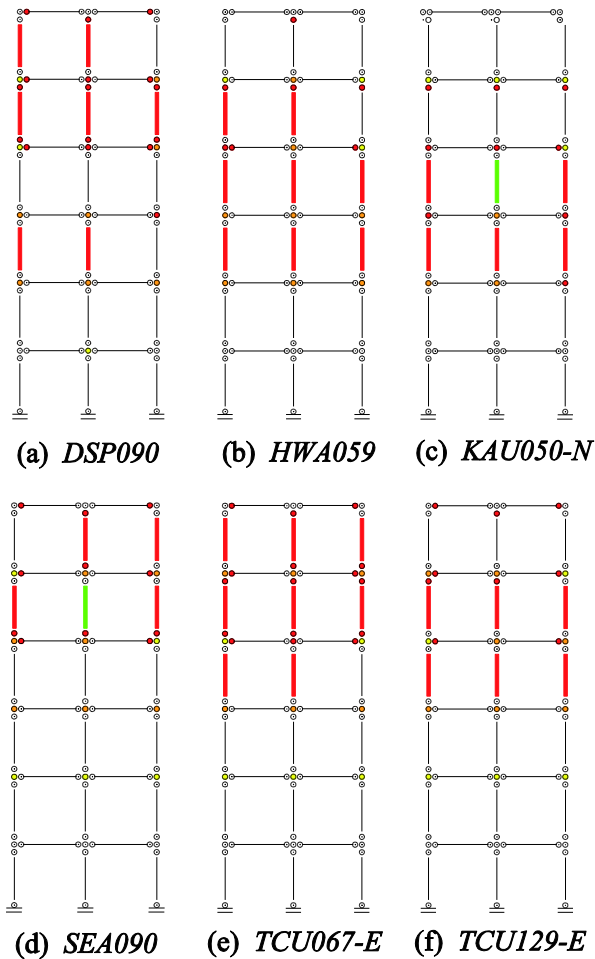 (a) DSP090
(b) HWA059
(c) KAU050-N
(d) SEA090
(e) TCU067-E
(f) TCU129-E